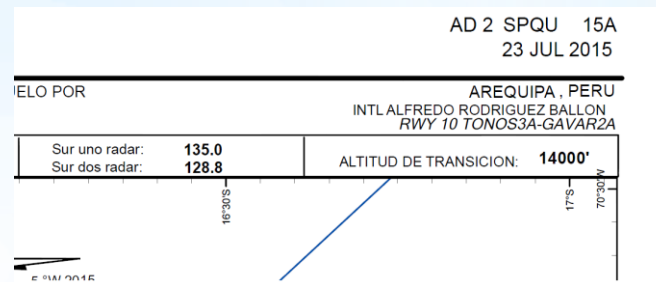 AD 2 SPQU 15A
23 JUL 2015
ELO POR
AREQUIPA , PERU
INTL ALFREDO RODRIGUEZ BALLON
RWY 10 TONOS3A-GAVAR2A
Sur uno radar: 135.0
Sur dos radar: 128.8
ALTITUD DE TRANSICION: 14000'
16°30'S
17°S
70°30'W
5 °W 2015